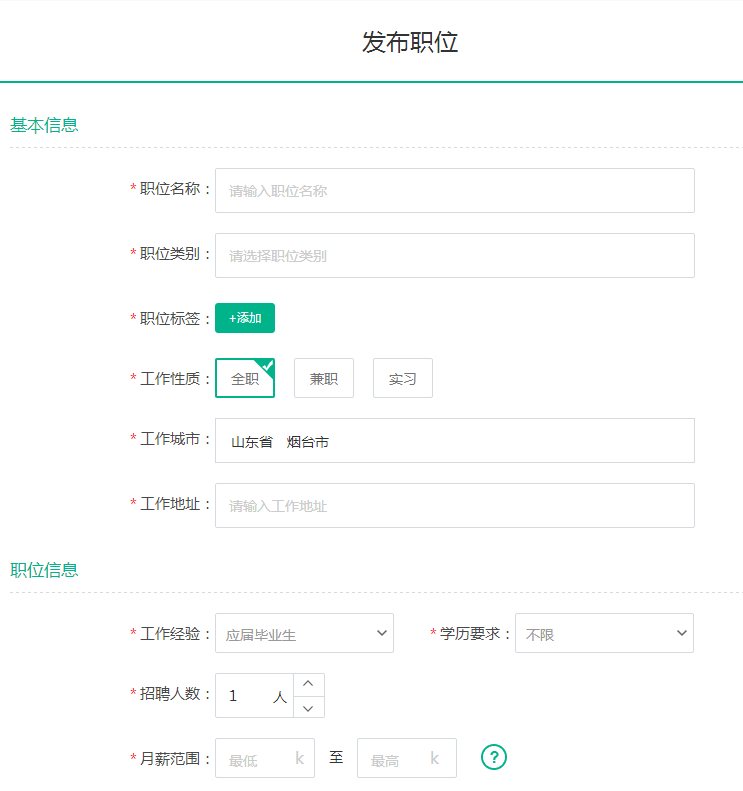 发布职位
基本信息
*职位名称： 请输入职位名称
*职位类别： 请选择职位类别
*职位标签： +添加
*工作性质： 全职 兼职 实习
*工作城市： 山东省 烟台市
*工作地址： 请输入工作地址
职位信息
*工作经验： 应届毕业生 *学历要求： 不限
*招聘人数： 1 人
*月薪范围： 最低 k 至 最高 k ?